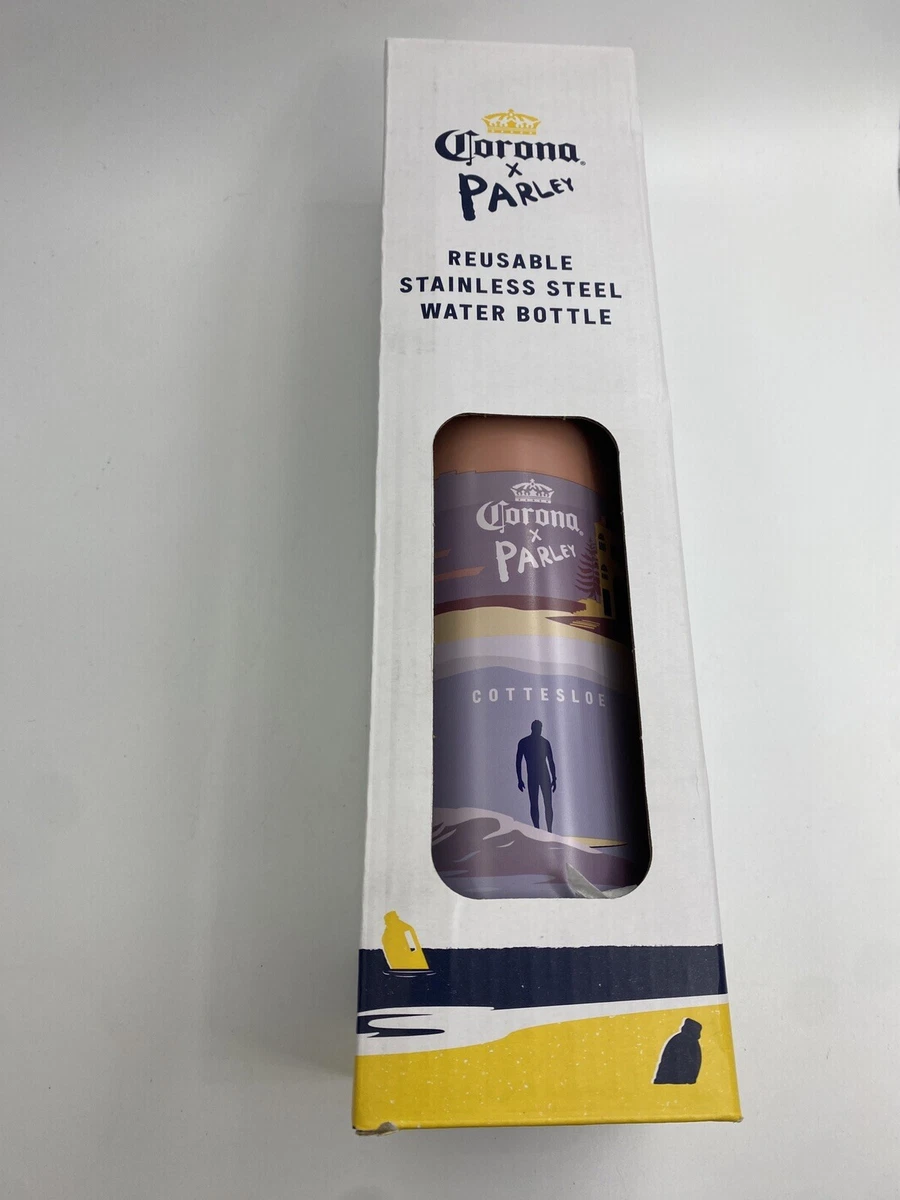 Corona
x
PARLEY
REUSABLE
STAINLESS STEEL
WATER BOTTLE
Corona
x
PARLEY
COTTESLOE